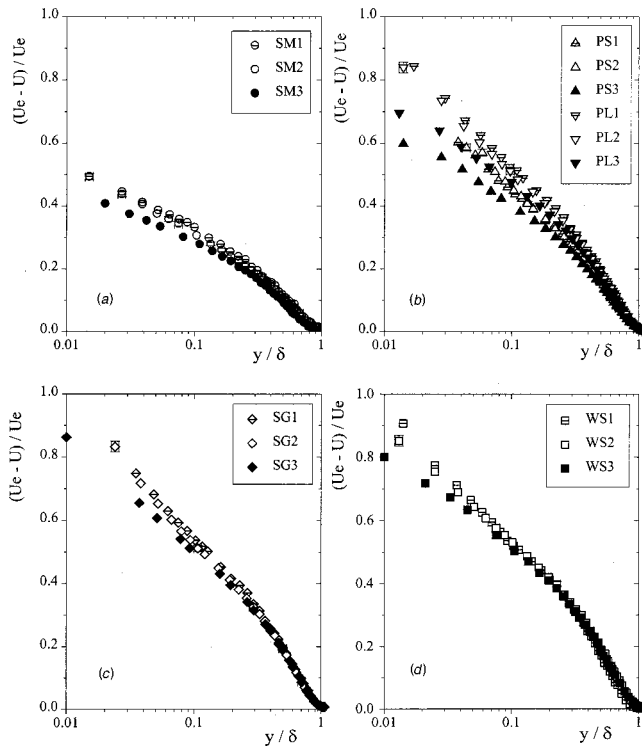 (Ue - U) / Ue
1.0
0.8
0.6
0.4
0.2
0.0
0.01
0.1
1
y / δ
(a)
SM1
SM2
SM3
(Ue - U) / Ue
1.0
0.8
0.6
0.4
0.2
0.0
0.01
0.1
1
y / δ
(b)
PS1
PS2
PS3
PL1
PL2
PL3
(Ue - U) / Ue
1.0
0.8
0.6
0.4
0.2
0.0
0.01
0.1
1
y / δ
(c)
SG1
SG2
SG3
(Ue - U) / Ue
1.0
0.8
0.6
0.4
0.2
0.0
0.01
0.1
1
y / δ
(d)
WS1
WS2
WS3